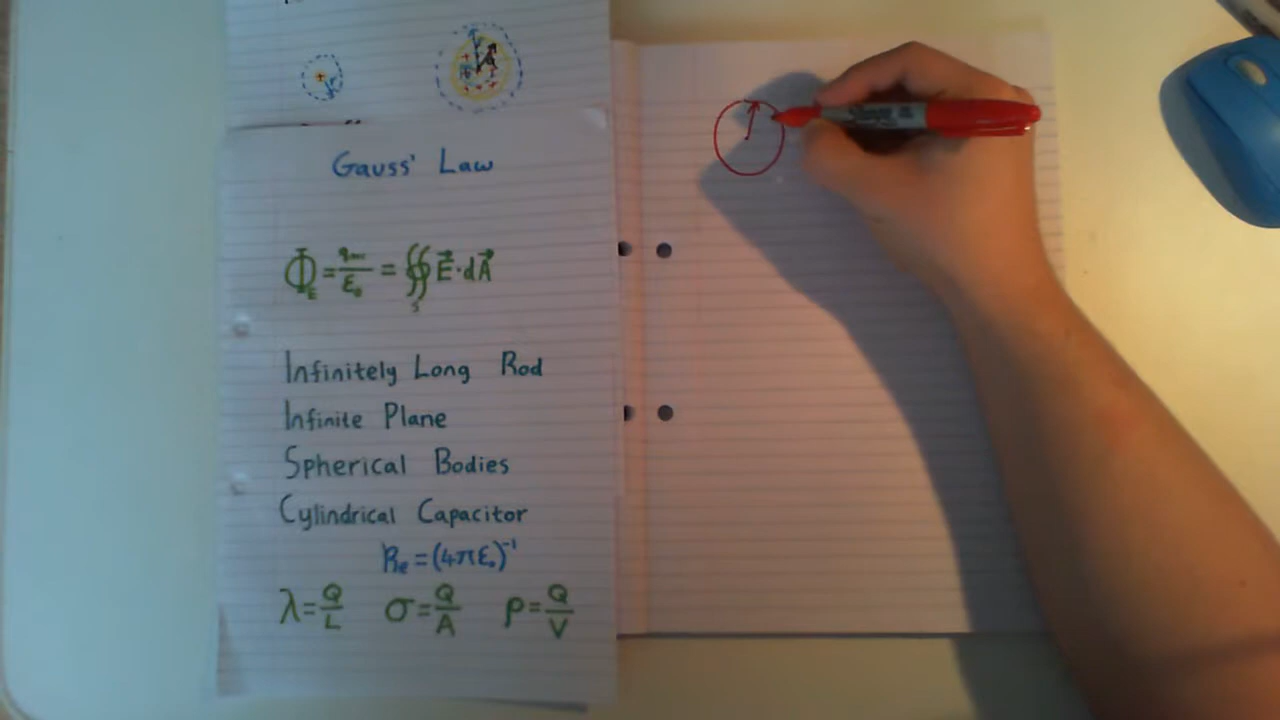 Gauss' Law
Φ_E = q_enc/ε₀ = ∯_S E⃗·dA⃗
Infinitely Long Rod
Infinite Plane
Spherical Bodies
Cylindrical Capacitor
k_e = (4πε₀)⁻¹
λ = Q/L σ = Q/A ρ = Q/V